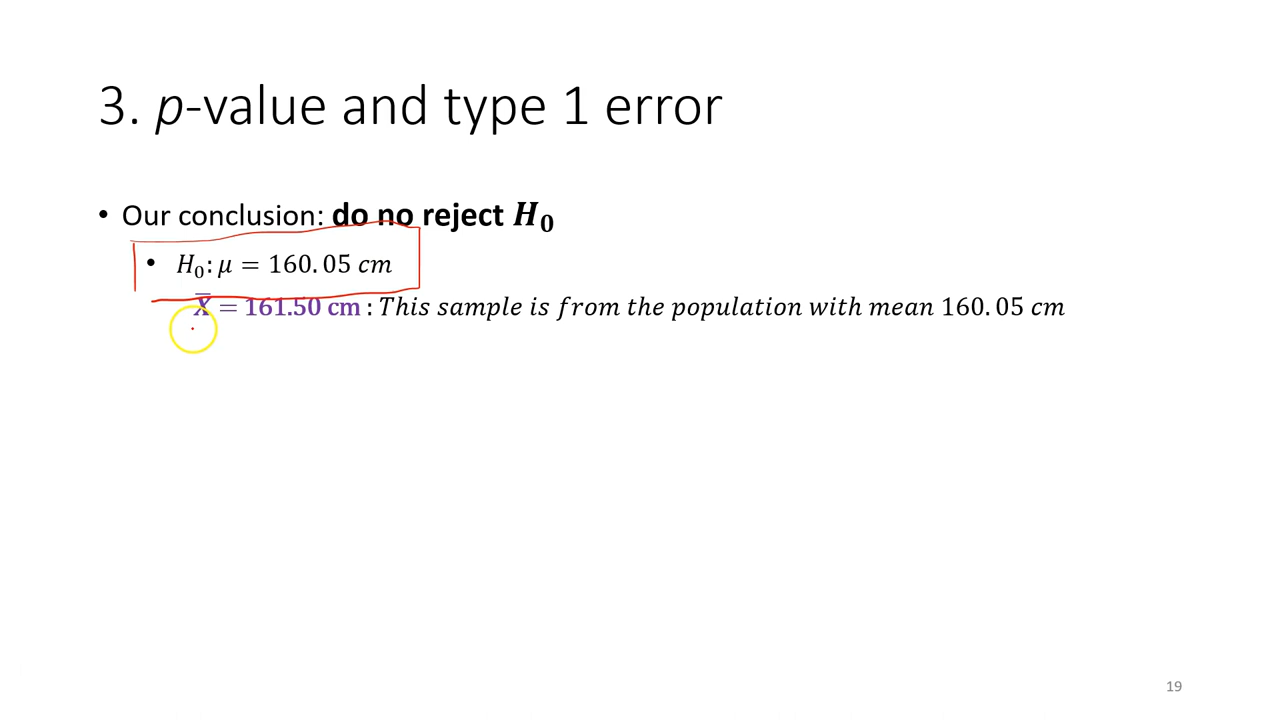 3. p-value and type 1 error
• Our conclusion: do no reject H₀
• H₀: μ = 160.05 cm
X̅ = 161.50 cm : This sample is from the population with mean 160.05 cm
19